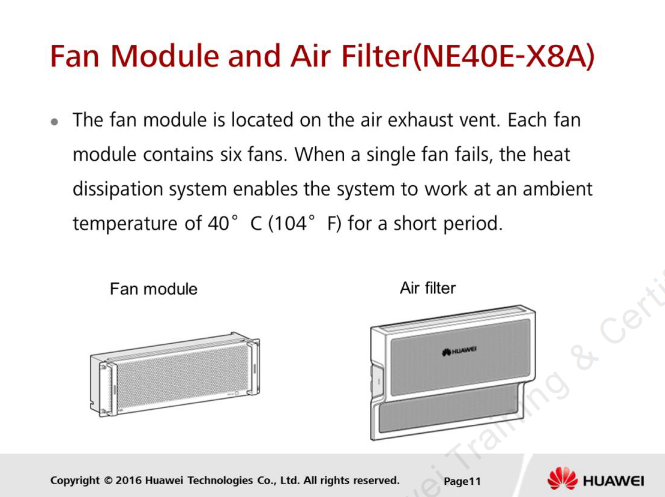 Fan Module and Air Filter(NE40E-X8A)
● The fan module is located on the air exhaust vent. Each fan
module contains six fans. When a single fan fails, the heat
dissipation system enables the system to work at an ambient
temperature of 40° C (104° F) for a short period.
Fan module
Air filter
HUAWEI
Training & Certi
Copyright © 2016 Huawei Technologies Co., Ltd. All rights reserved.
Page11
HUAWEI